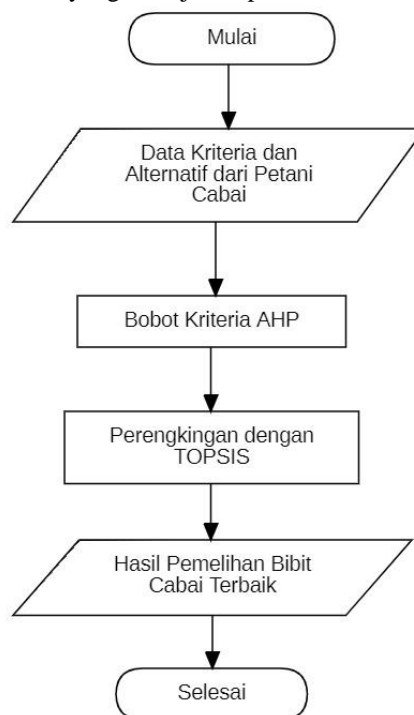 Mulai
Data Kriteria dan
Alternatif dari Petani
Cabai
Bobot Kriteria AHP
Perengkingan dengan
TOPSIS
Hasil Pemelihan Bibit
Cabai Terbaik
Selesai